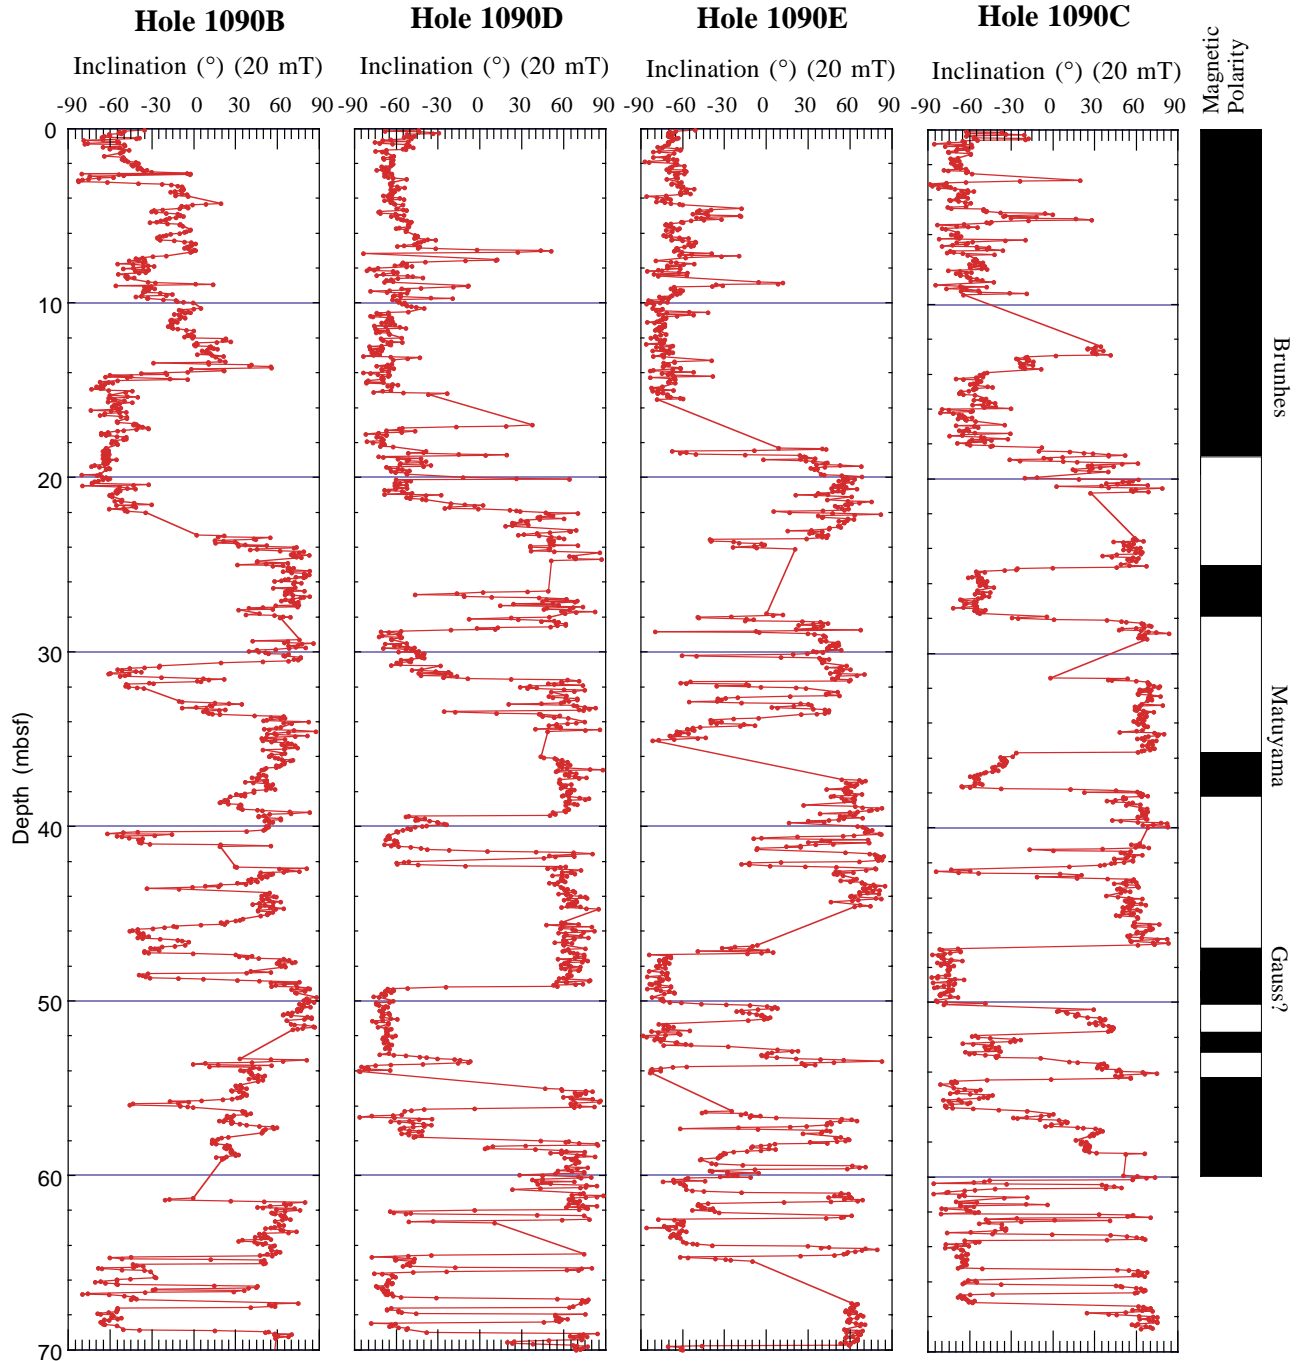 Hole 1090B
Hole 1090D
Hole 1090E
Hole 1090C
Inclination (°) (20 mT)
Inclination (°) (20 mT)
Inclination (°) (20 mT)
Inclination (°) (20 mT)
Magnetic
Polarity
-90 -60 -30 0 30 60 90
-90 -60 -30 0 30 60 90
-90 -60 -30 0 30 60 90
-90 -60 -30 0 30 60 90
0
10
20
30
40
50
60
70
Depth (mbsf)
Brunhes
Matuyama
Gauss?